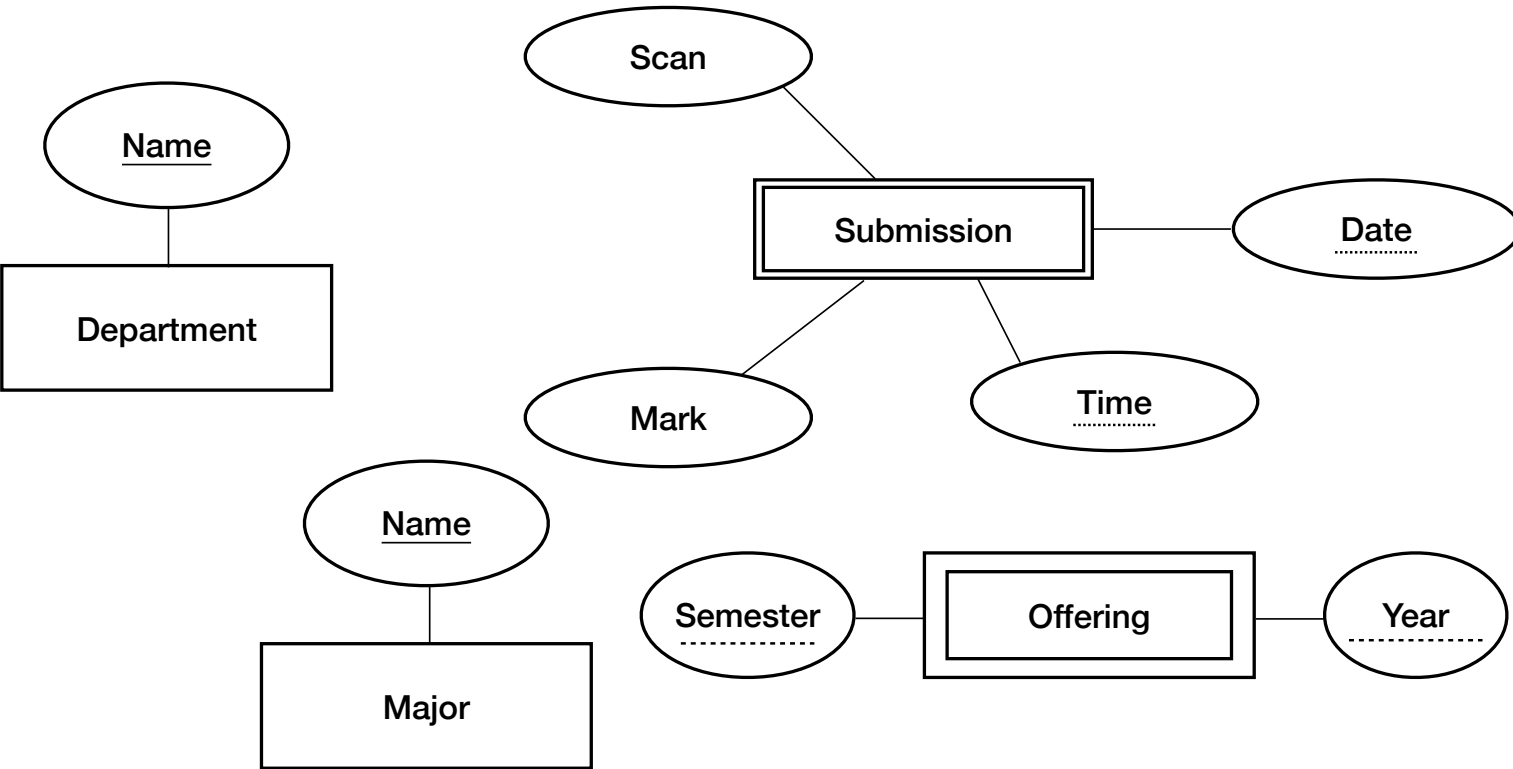 Scan
Name
Submission
Date
Department
Time
Mark
Name
Semester
Offering
Year
Major